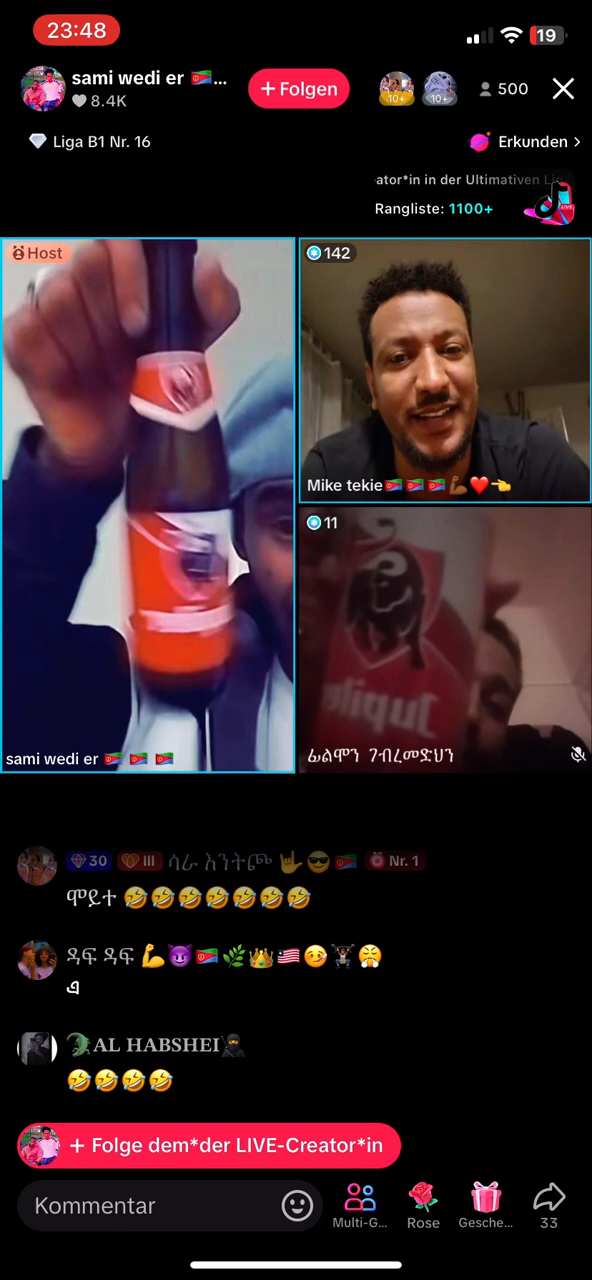 23:48
19
sami wedi er 🇪🇷...
8.4K
+ Folgen
10+
10+
500
Liga B1 Nr. 16
Erkunden >
ator*in in der Ultimativen Li
Rangliste: 1100+
LIVE
Host
142
Mike tekie🇪🇷🇪🇷🇪🇷💪🏾❤️👈
11
sami wedi er 🇪🇷 🇪🇷 🇪🇷
ፊልሞን ገብረመድህን
30
III
ሳራ እንትጮ 🤟😎🇪🇷
Nr. 1
ሞይተ 🤣🤣🤣🤣🤣🤣🤣
ዳፍ ዳፍ 💪😈🇪🇷🌿👑🇱🇷🤒🏋🏿😤
ኤ
🐊𝐀𝐋 𝐇𝐀𝐁𝐒𝐇𝐄𝐈🥷
🤣🤣🤣🤣
+ Folge dem*der LIVE-Creator*in
Kommentar
Multi-G...
Rose
Gesche...
33